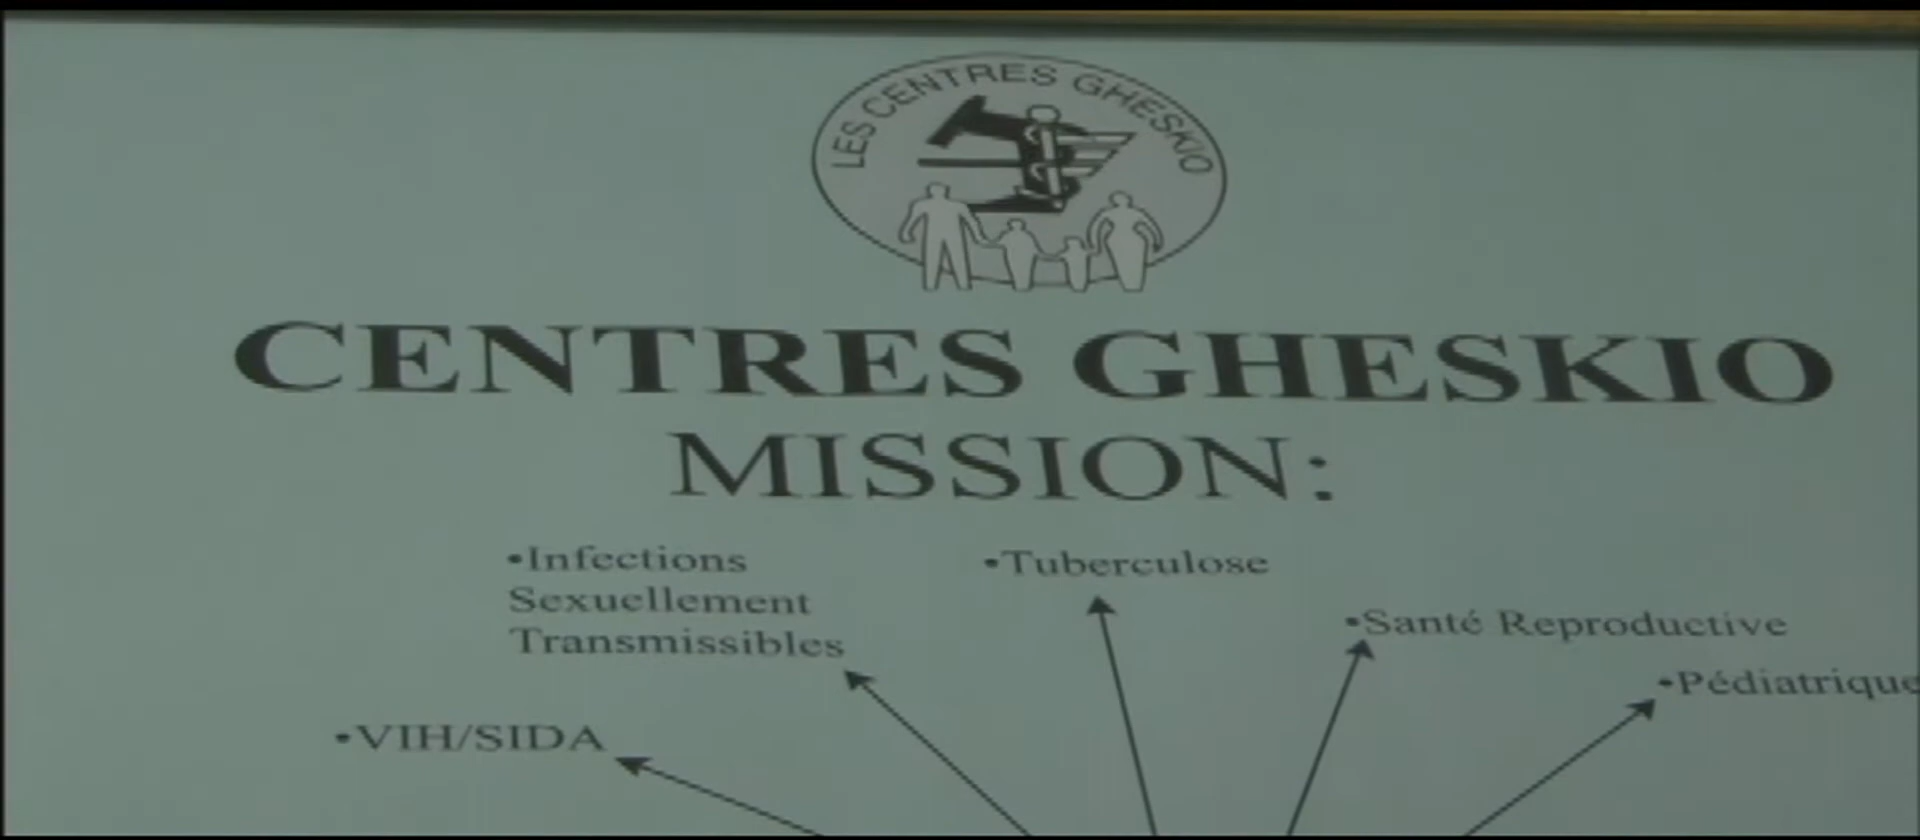 LES CENTRES GHESKIO
CENTRES GHESKIO
MISSION:
•Infections
Sexuellement
Transmissibles
•Tuberculose
•Santé Reproductive
•Pédiatrique
•VIH/SIDA